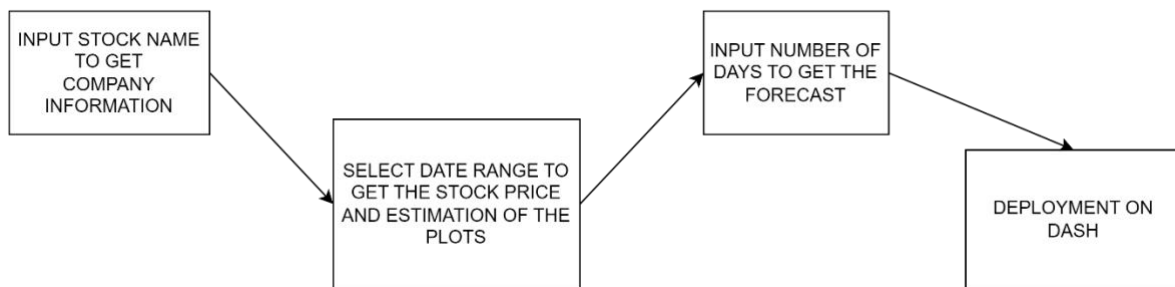 INPUT STOCK NAME
TO GET
COMPANY
INFORMATION
SELECT DATE RANGE TO
GET THE STOCK PRICE
AND ESTIMATION OF THE
PLOTS
INPUT NUMBER OF
DAYS TO GET THE
FORECAST
DEPLOYMENT ON
DASH